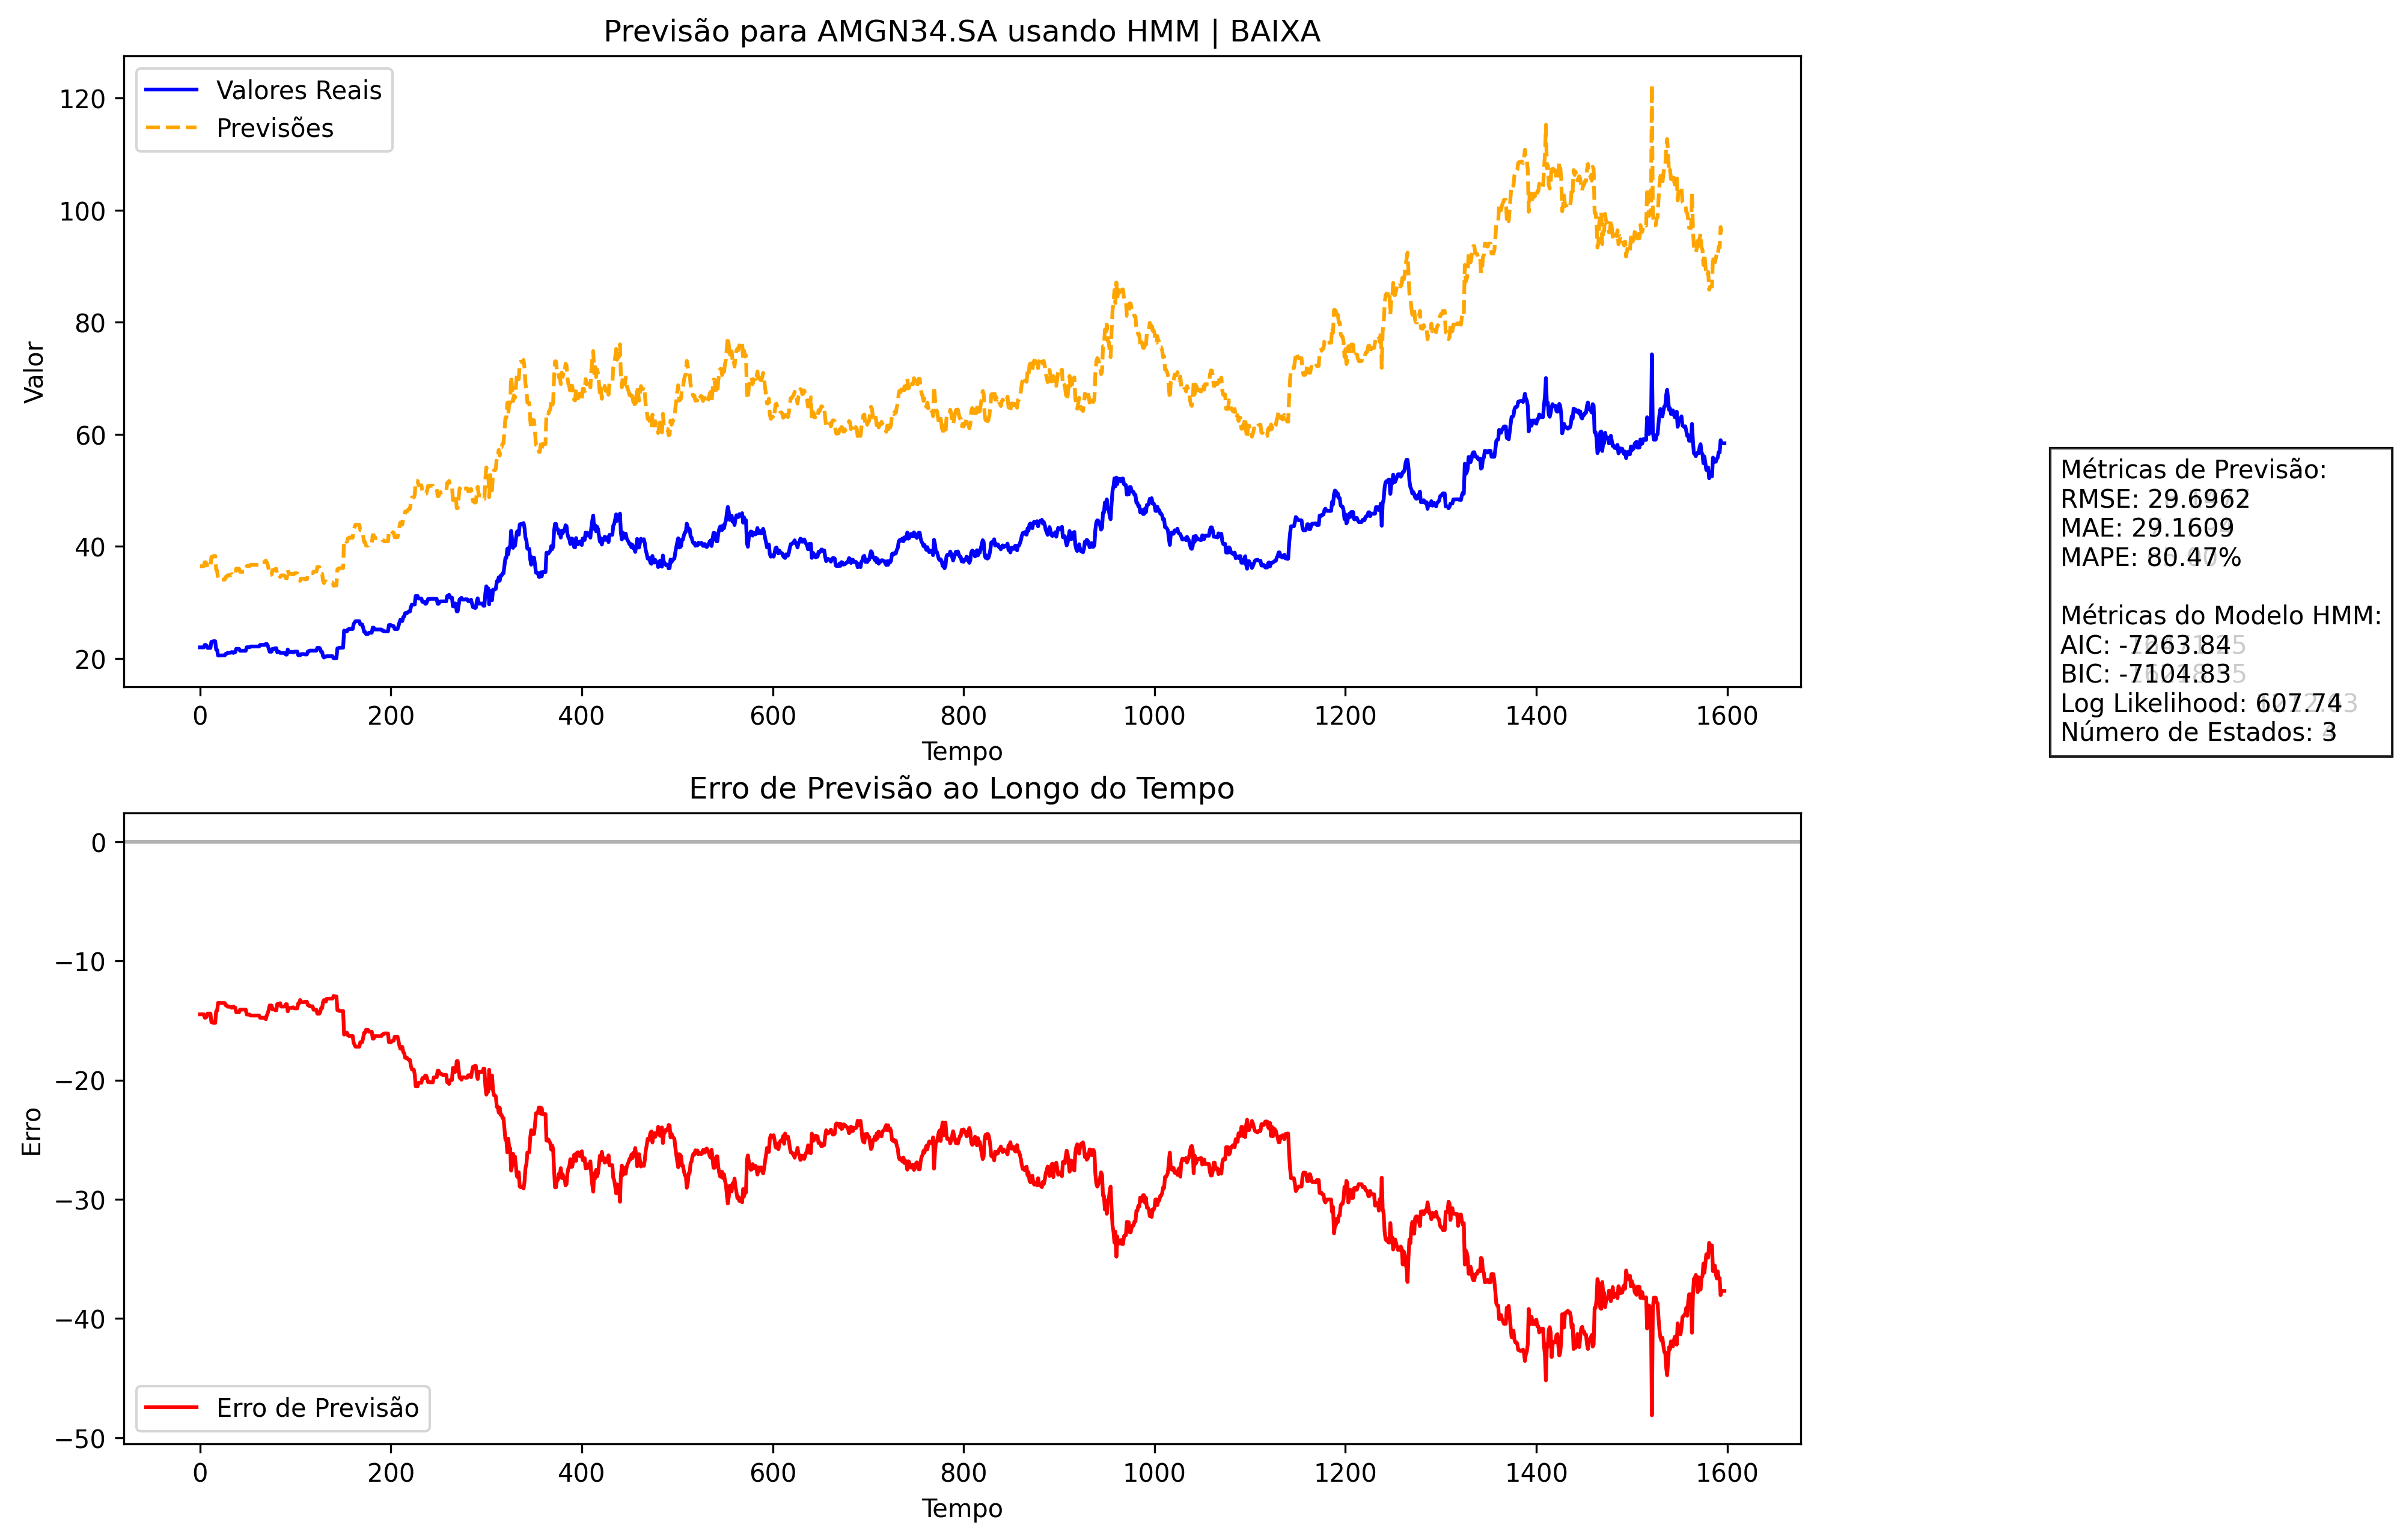 Previsão para AMGN34.SA usando HMM | BAIXA
Valores Reais
Previsões
Valor
120
100
80
60
40
20
0 200 400 600 800 1000 1200 1400 1600
Tempo
Métricas de Previsão:
RMSE: 29.6962
MAE: 29.1609
MAPE: 80.47%
Métricas do Modelo HMM:
AIC: -7263.84
BIC: -7104.83
Log Likelihood: 607.74
Número de Estados: 3
Erro de Previsão ao Longo do Tempo
Erro
0
−10
−20
−30
−40
−50
Erro de Previsão
0 200 400 600 800 1000 1200 1400 1600
Tempo